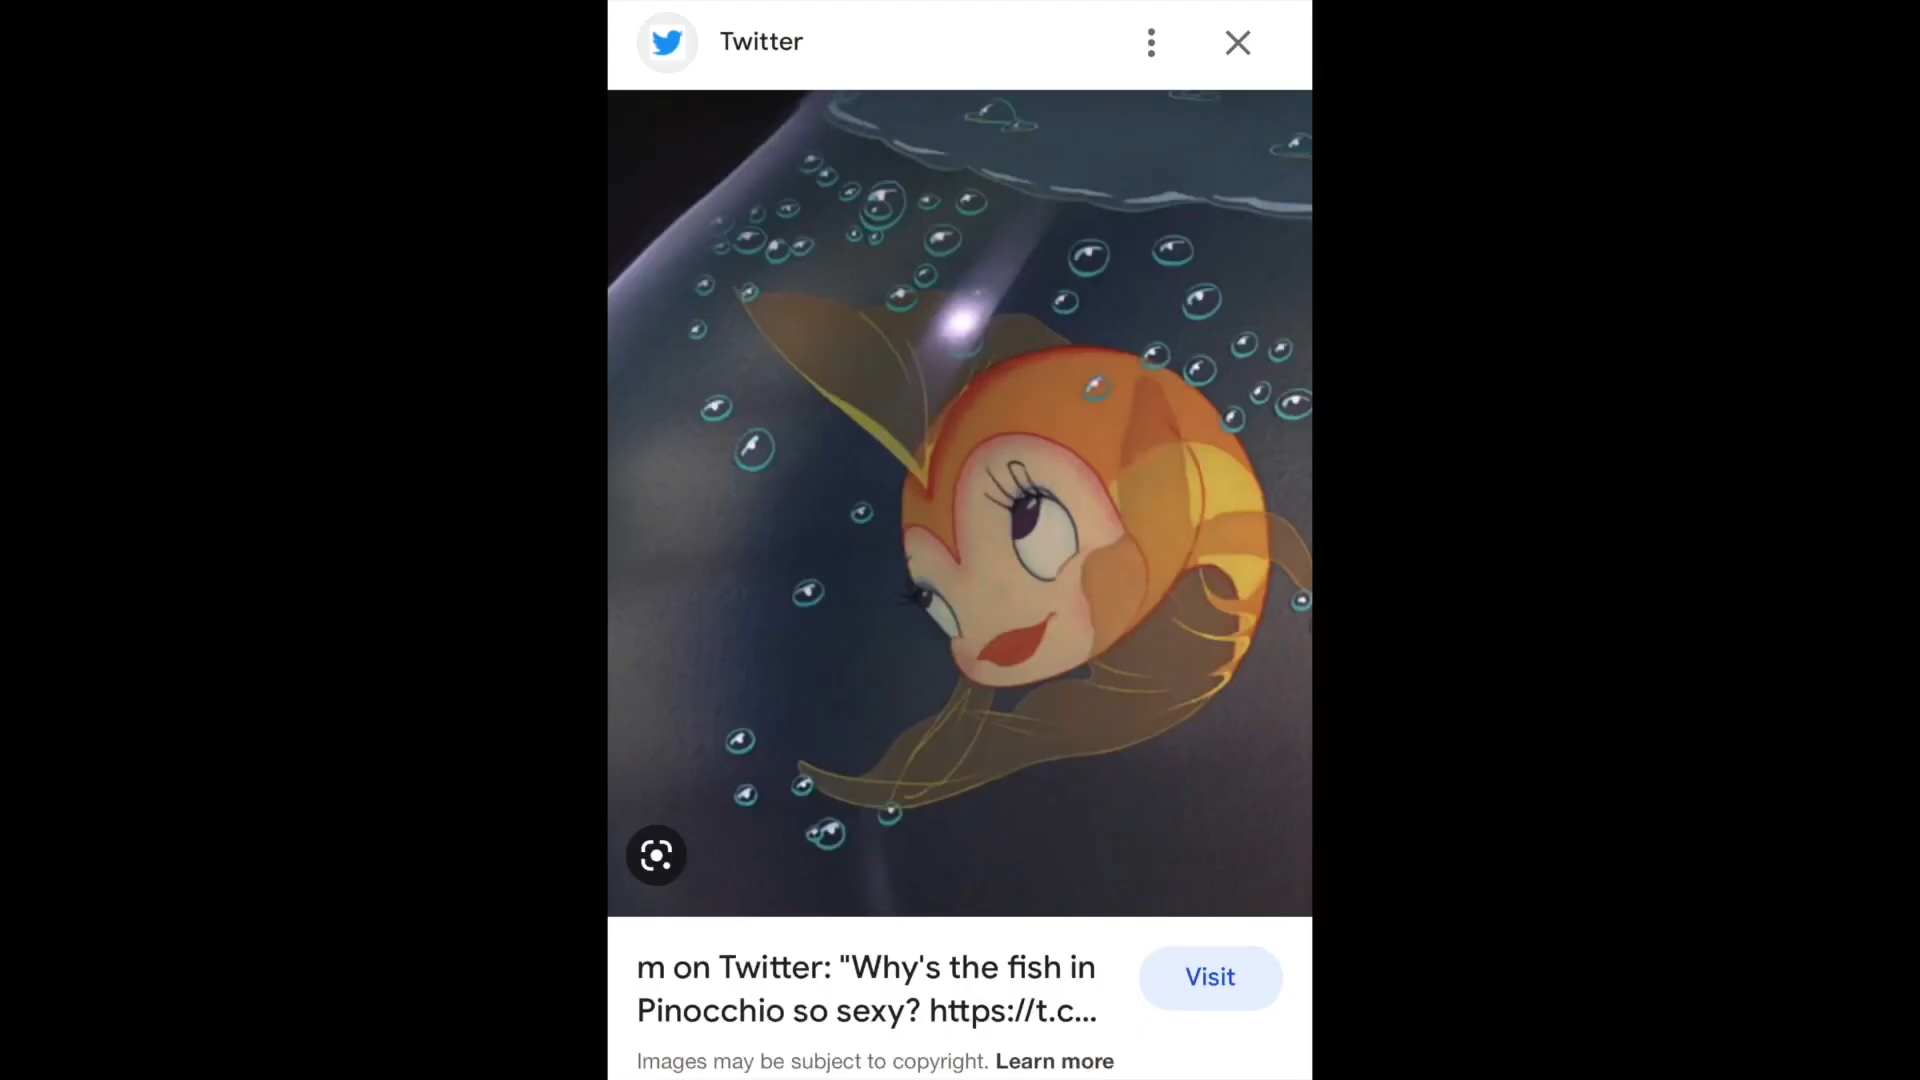 Twitter
m on Twitter: "Why's the fish in
Pinocchio so sexy? https://t.c...
Visit
Images may be subject to copyright. Learn more